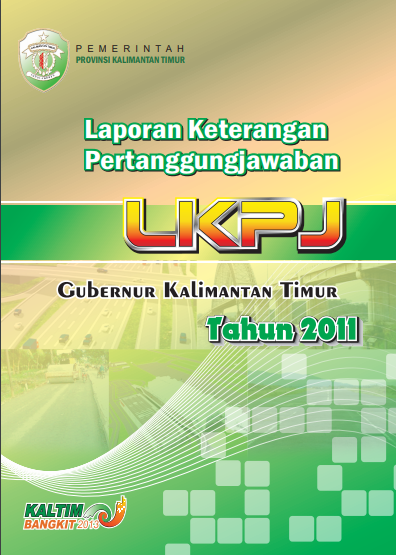 PEMERINTAH
PROVINSI KALIMANTAN TIMUR
Laporan Keterangan
Pertanggungjawaban
LKPJ
GUBERNUR KALIMANTAN TIMUR
Tahun 2011
KALTIM
BANGKIT 2013